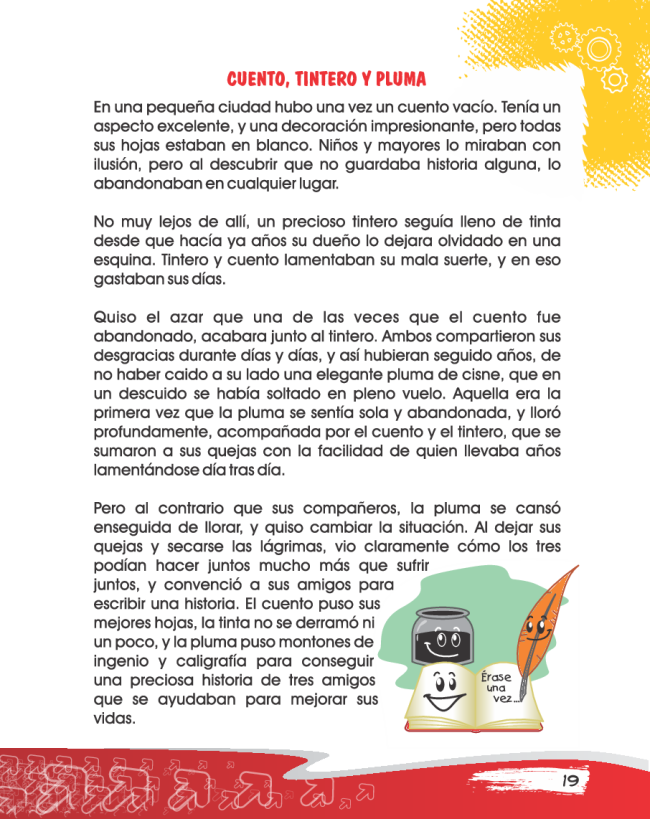 CUENTO, TINTERO Y PLUMA
En una pequeña ciudad hubo una vez un cuento vacío. Tenía un
aspecto excelente, y una decoración impresionante, pero todas
sus hojas estaban en blanco. Niños y mayores lo miraban con
ilusión, pero al descubrir que no guardaba historia alguna, lo
abandonaban en cualquier lugar.
No muy lejos de allí, un precioso tintero seguía lleno de tinta
desde que hacía ya años su dueño lo dejara olvidado en una
esquina. Tintero y cuento lamentaban su mala suerte, y en eso
gastaban sus días.
Quiso el azar que una de las veces que el cuento fue
abandonado, acabara junto al tintero. Ambos compartieron sus
desgracias durante días y días, y así hubieran seguido años, de
no haber caido a su lado una elegante pluma de cisne, que en
un descuido se había soltado en pleno vuelo. Aquella era la
primera vez que la pluma se sentía sola y abandonada, y lloró
profundamente, acompañada por el cuento y el tintero, que se
sumaron a sus quejas con la facilidad de quien llevaba años
lamentándose día tras día.
Pero al contrario que sus compañeros, la pluma se cansó
enseguida de llorar, y quiso cambiar la situación. Al dejar sus
quejas y secarse las lágrimas, vio claramente cómo los tres
podían hacer juntos mucho más que sufrir
juntos, y convenció a sus amigos para
escribir una historia. El cuento puso sus
mejores hojas, la tinta no se derramó ni
un poco, y la pluma puso montones de
ingenio y caligrafía para conseguir
una preciosa historia de tres amigos
que se ayudaban para mejorar sus
vidas.
Érase
una
vez...
19